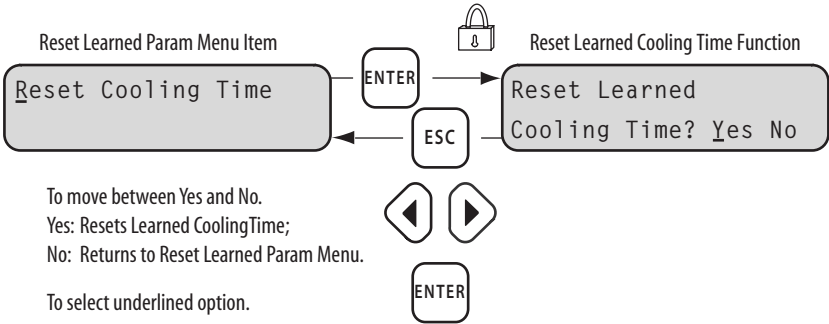 Reset Learned Param Menu Item
Reset Learned Cooling Time Function
Reset Cooling Time
ENTER
Reset Learned
Cooling Time? Yes No
ESC
To move between Yes and No.
Yes: Resets Learned CoolingTime;
No: Returns to Reset Learned Param Menu.
To select underlined option.
ENTER